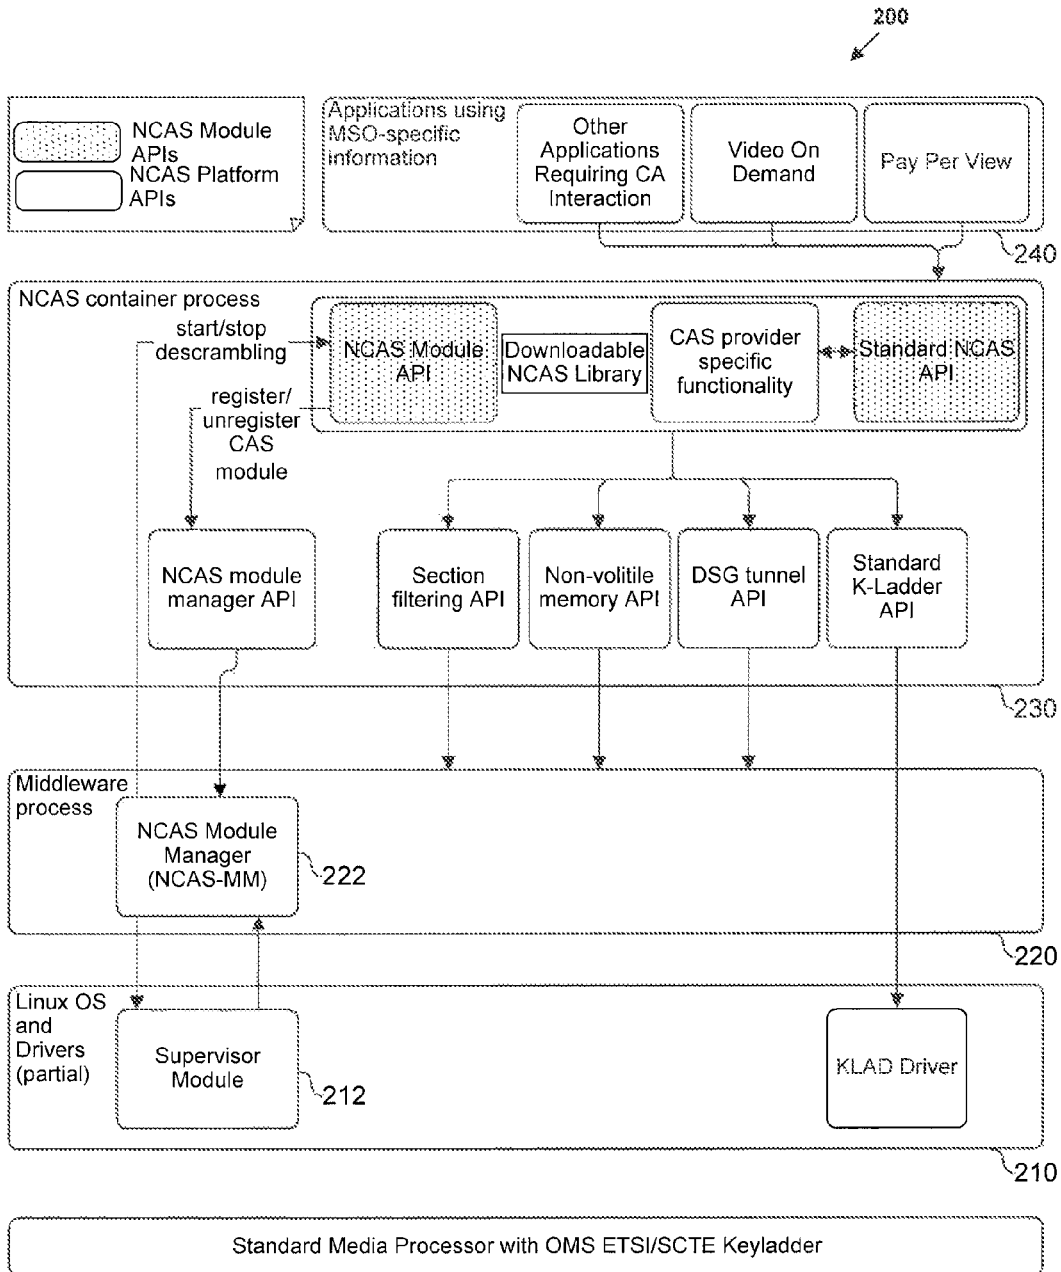 200
NCAS Module
APIs
NCAS Platform
APIs
Applications using
MSO-specific
information
Other
Applications
Requiring CA
Interaction
Video On
Demand
Pay Per View
240
NCAS container process
start/stop
descrambling
NCAS Module
API
Downloadable
NCAS Library
CAS provider
specific
functionality
Standard NCAS
API
register/
unregister
CAS
module
NCAS module
manager API
Section
filtering API
Non-volitile
memory API
DSG tunnel
API
Standard
K-Ladder
API
230
Middleware
process
NCAS Module
Manager
(NCAS-MM)
222
220
Linux OS
and
Drivers
(partial)
Supervisor
Module
212
KLAD Driver
210
Standard Media Processor with OMS ETSI/SCTE Keyladder